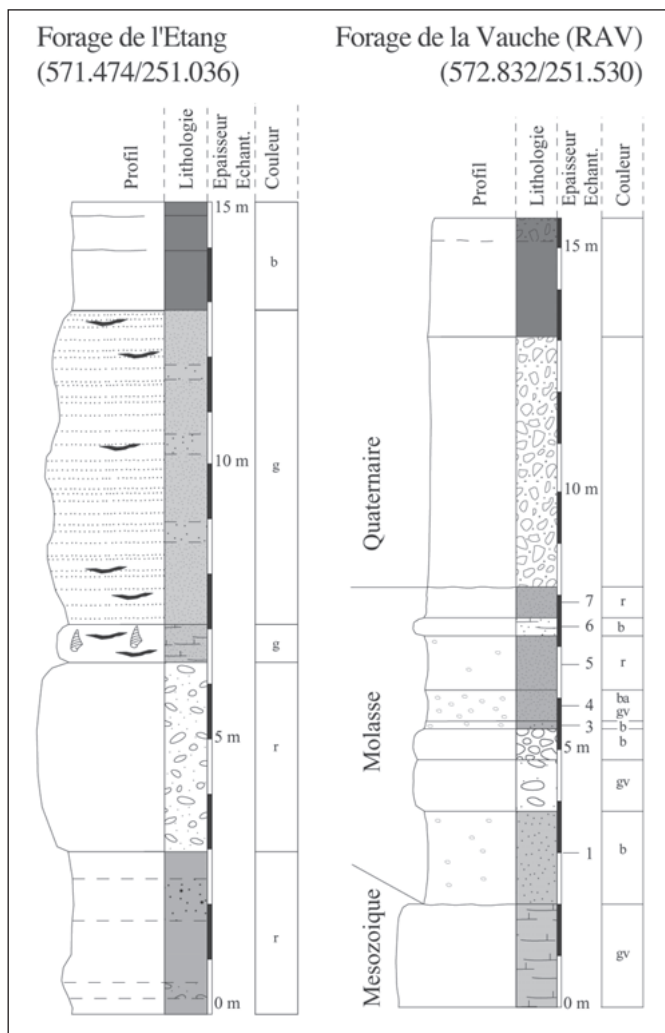 Forage de l'Etang
(571.474/251.036)
Profil
Lithologie
Epaisseur
Echant.
Couleur
15 m
b
10 m
g
g
5 m
r
r
0 m
Forage de la Vauche (RAV)
(572.832/251.530)
Profil
Lithologie
Epaisseur
Echant.
Couleur
15 m
Quaternaire
10 m
7
r
6
b
5
r
Molasse
4
ba
gv
3
b
5 m
b
gv
1
b
Mesozoique
gv
0 m